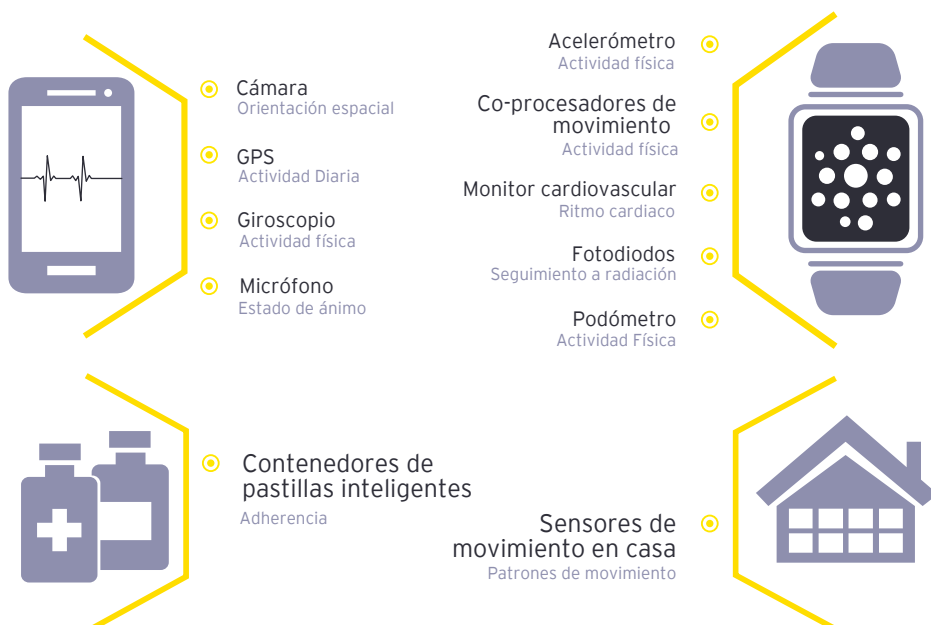 Cámara
Orientación espacial
GPS
Actividad Diaria
Giroscopio
Actividad física
Micrófono
Estado de ánimo
Acelerómetro
Actividad física
Co-procesadores de
movimiento
Actividad física
Monitor cardiovascular
Ritmo cardiaco
Fotodiodos
Seguimiento a radiación
Podómetro
Actividad Física
Contenedores de
pastillas inteligentes
Adherencia
Sensores de
movimiento en casa
Patrones de movimiento